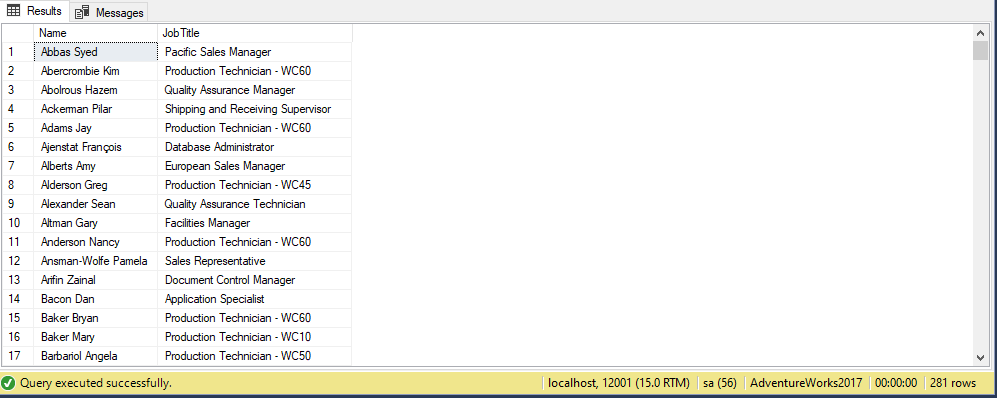 Results Messages
Name JobTitle
1 Abbas Syed Pacific Sales Manager
2 Abercrombie Kim Production Technician - WC60
3 Abolrous Hazem Quality Assurance Manager
4 Ackerman Pilar Shipping and Receiving Supervisor
5 Adams Jay Production Technician - WC60
6 Ajenstat François Database Administrator
7 Alberts Amy European Sales Manager
8 Alderson Greg Production Technician - WC45
9 Alexander Sean Quality Assurance Technician
10 Altman Gary Facilities Manager
11 Anderson Nancy Production Technician - WC60
12 Ansman-Wolfe Pamela Sales Representative
13 Arifin Zainal Document Control Manager
14 Bacon Dan Application Specialist
15 Baker Bryan Production Technician - WC60
16 Baker Mary Production Technician - WC10
17 Barbariol Angela Production Technician - WC50
Query executed successfully. localhost, 12001 (15.0 RTM) sa (56) AdventureWorks2017 00:00:00 281 rows